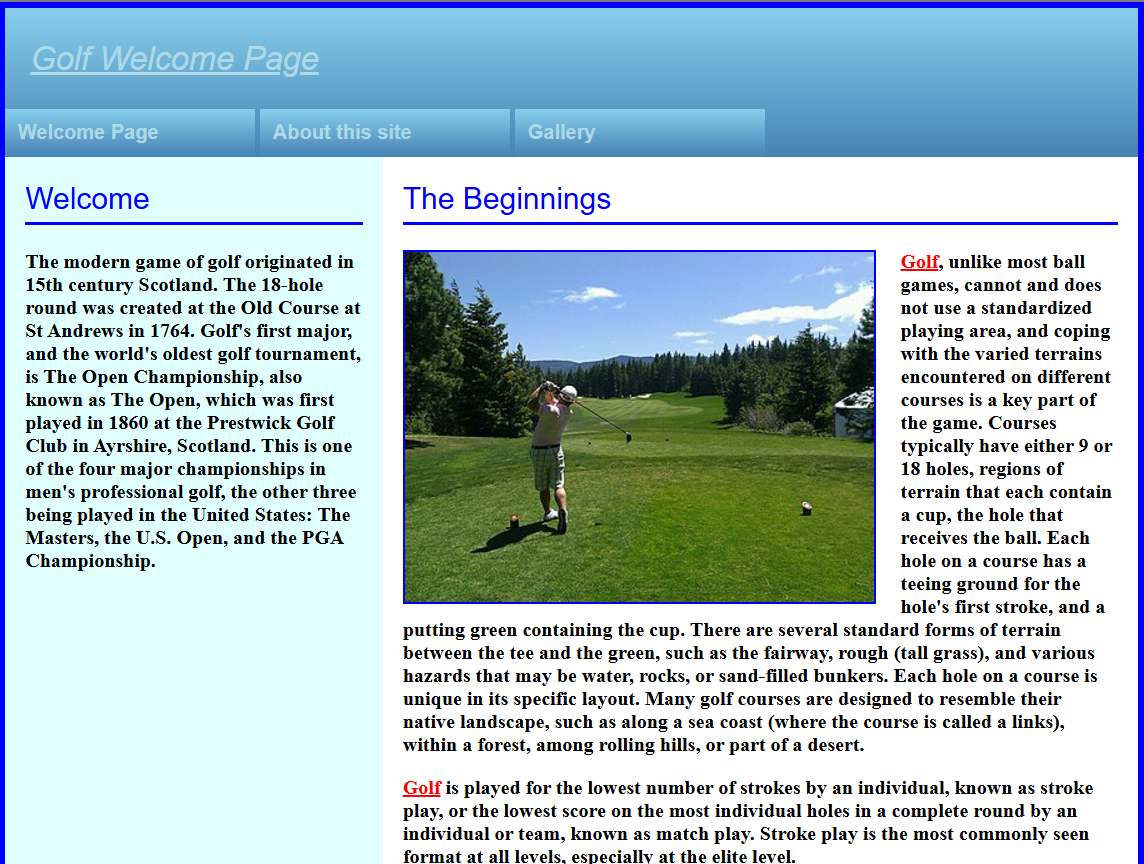 Golf Welcome Page
Welcome Page
About this site
Gallery
Welcome
The modern game of golf originated in
15th century Scotland. The 18-hole
round was created at the Old Course at
St Andrews in 1764. Golf's first major,
and the world's oldest golf tournament,
is The Open Championship, also
known as The Open, which was first
played in 1860 at the Prestwick Golf
Club in Ayrshire, Scotland. This is one
of the four major championships in
men's professional golf, the other three
being played in the United States: The
Masters, the U.S. Open, and the PGA
Championship.
The Beginnings
Golf, unlike most ball
games, cannot and does
not use a standardized
playing area, and coping
with the varied terrains
encountered on different
courses is a key part of
the game. Courses
typically have either 9 or
18 holes, regions of
terrain that each contain
a cup, the hole that
receives the ball. Each
hole on a course has a
teeing ground for the
hole's first stroke, and a
putting green containing the cup. There are several standard forms of terrain
between the tee and the green, such as the fairway, rough (tall grass), and various
hazards that may be water, rocks, or sand-filled bunkers. Each hole on a course is
unique in its specific layout. Many golf courses are designed to resemble their
native landscape, such as along a sea coast (where the course is called a links),
within a forest, among rolling hills, or part of a desert.
Golf is played for the lowest number of strokes by an individual, known as stroke
play, or the lowest score on the most individual holes in a complete round by an
individual or team, known as match play. Stroke play is the most commonly seen
format at all levels, especially at the elite level.